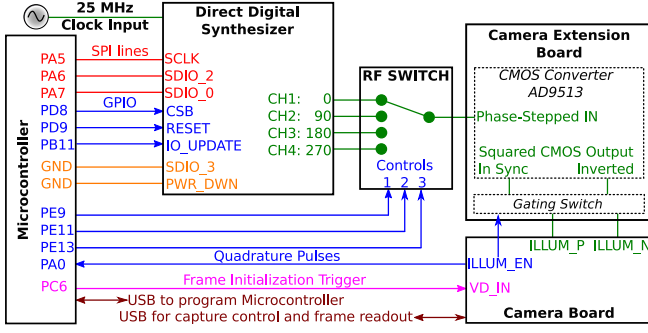 25 MHz
Clock Input
Direct Digital
Synthesizer
Camera Extension
Board
Microcontroller
SPI lines
PA5
SCLK
PA6
SDIO_2
PA7
SDIO_0
PD8
GPIO
CSB
PD9
RESET
PB11
IO_UPDATE
GND
SDIO_3
GND
PWR_DWN
CH1: 0
CH2: 90
CH3: 180
CH4: 270
RF SWITCH
Controls
1 2 3
CMOS Converter
AD9513
Phase-Stepped IN
Squared CMOS Output
In Sync
Inverted
Gating Switch
PE9
PE11
PE13
PA0
Quadrature Pulses
ILLUM_P
ILLUM_N
ILLUM_EN
PC6
Frame Initialization Trigger
VD_IN
USB to program Microcontroller
USB for capture control and frame readout
Camera Board